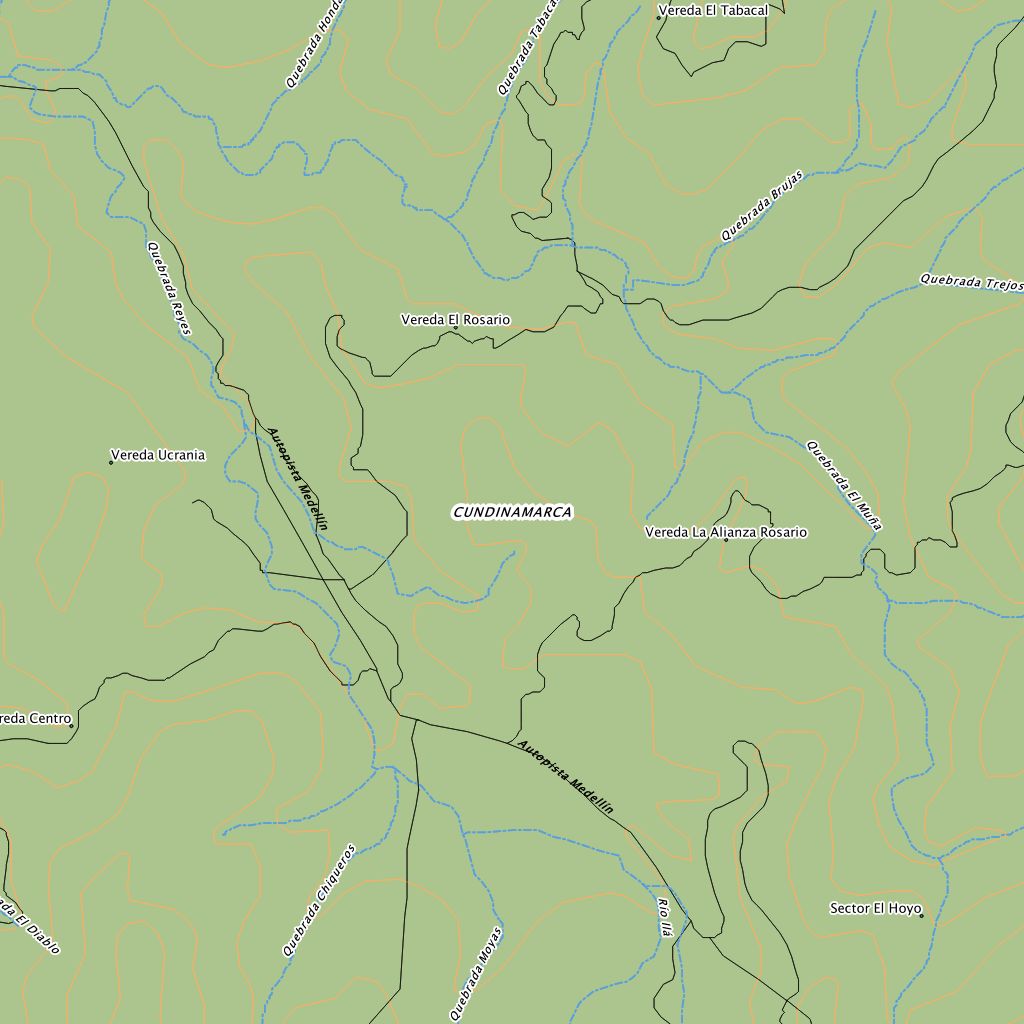 Vereda El Tabacal
Quebrada Honda
Quebrada Tabacal
Quebrada Brujas
Quebrada Reyes
Quebrada Trejos
Vereda El Rosario
Autopista Medellín
Vereda Ucrania
Quebrada El Muña
CUNDINAMARCA
Vereda La Alianza Rosario
reda Centro
Autopista Medellín
Quebrada Chiqueros
Sector El Hoyo
Río Ilá
ada El Diablo
Quebrada Moyas